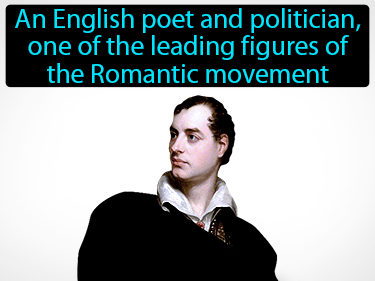 An English poet and politician,
one of the leading figures of
the Romantic movement